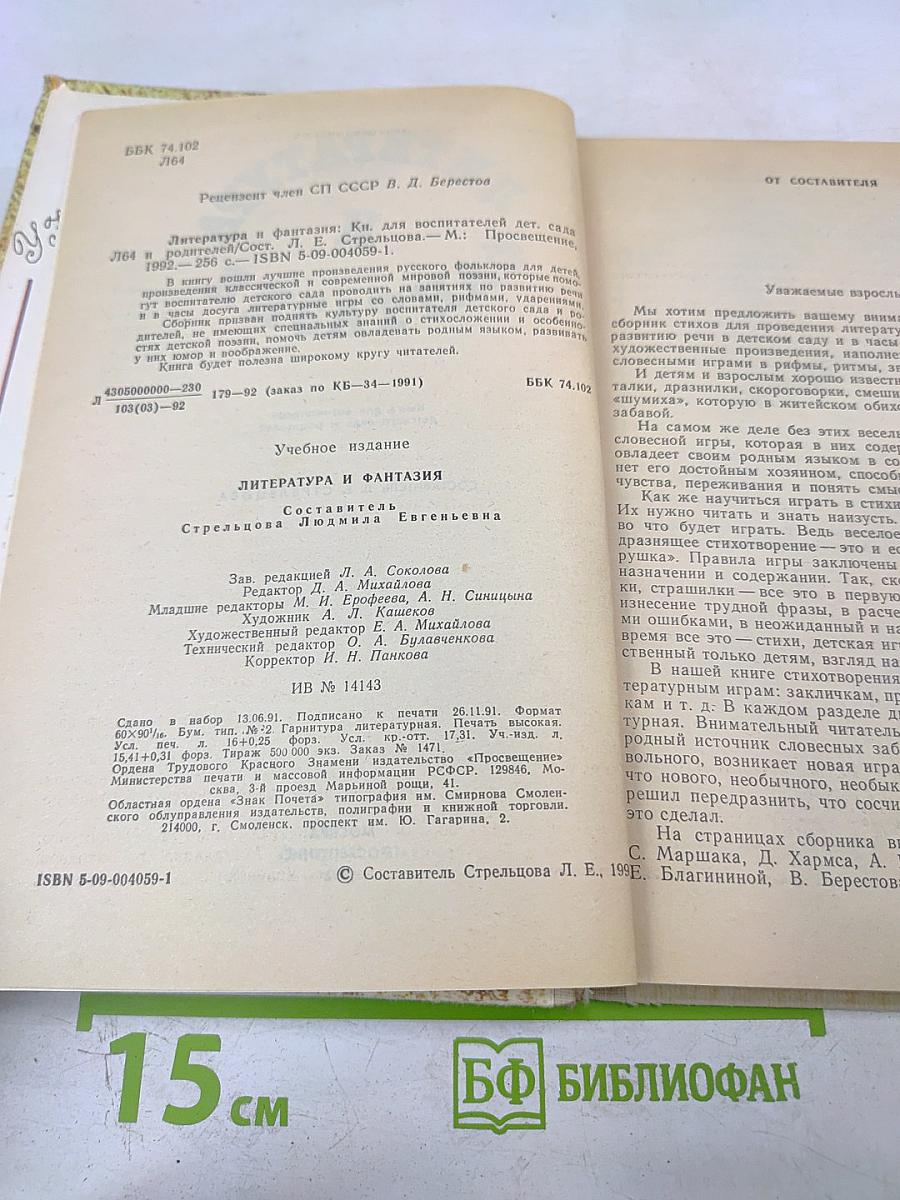 ББК 74.102
Л64
Рецензент член СП СССР В. Д. Берестов
Литература и фантазия: Кн. для воспитателей дет. сада
Л64 и родителей/Сост. Л. Е. Стрельцова.— М.: Просвещение,
1992.— 256 с.— ISBN 5-09-004059-1.
В книгу вошли лучшие произведения русского фольклора для детей,
произведения классической и современной мировой поэзии, которые помо-
гут воспитателю детского сада проводить на занятиях по развитию речи
и в часы досуга литературные игры со словами, рифмами, ударениями.
Сборник призван поднять культуру воспитателя детского сада и ро-
дителей, не имеющих специальных знаний о стихосложении и особенно-
стях детской поэзии, помочь детям овладевать родным языком, развивать
у них юмор и воображение.
Книга будет полезна широкому кругу читателей.
Л 4305000000—230
103(03)—92
179—92 (заказ по КБ—34—1991)
ББК 74.102
Учебное издание
ЛИТЕРАТУРА И ФАНТАЗИЯ
Составитель
Стрельцова Людмила Евгеньевна
Зав. редакцией Л. А. Соколова
Редактор Д. А. Михайлова
Младшие редакторы М. И. Ерофеева, А. Н. Синицына
Художник А. Л. Кашеков
Художественный редактор Е. А. Михайлова
Технический редактор О. А. Булавченкова
Корректор И. Н. Панкова
ИВ № 14143
Сдано в набор 13.06.91. Подписано к печати 26.11.91. Формат
60×90¹/₁₆. Бум. тип. № 2. Гарнитура литературная. Печать высокая.
Усл. печ. л. 16+0,25 форз. Усл. кр.-отт. 17,31. Уч.-изд. л.
15,41+0,31 форз. Тираж 500 000 экз. Заказ № 1471.
Ордена Трудового Красного Знамени издательство «Просвещение»
Министерства печати и массовой информации РСФСР. 129846, Мо-
сква, 3-й проезд Марьиной рощи, 41.
Областная ордена «Знак Почета» типография им. Смирнова Смолен-
ского облуправления издательств, полиграфии и книжной торговли.
214000, г. Смоленск, проспект им. Ю. Гагарина, 2.
ISBN 5-09-004059-1
© Составитель Стрельцова Л. Е., 199
ОТ СОСТАВИТЕЛЯ
Уважаемые взрослы
Мы хотим предложить вашему внима
сборник стихов для проведения литерату
развитию речи в детском саду и в часы
художественные произведения, наполне
словесными играми в рифмы, ритмы, зв
И детям и взрослым хорошо известн
талки, дразнилки, скороговорки, смеши
«шумиха», которую в житейском обихо
забавой.
На самом же деле без этих веселы
словесной игры, которая в них содер
овладеет своим родным языком в со
нет его достойным хозяином, способн
чувства, переживания и понять смы
Как же научиться играть в стихи
Их нужно читать и знать наизусть.
во что будет играть. Ведь веселое
дразнящее стихотворение — это и ес
рушка». Правила игры заключены
назначении и содержании. Так, ско
ки, страшилки — все это в первую
изнесение трудной фразы, в расче
ми ошибками, в неожиданный и на
время все это — стихи, детская иг
ственный только детям, взгляд на
В нашей книге стихотворения
тературным играм: закличкам, пр
кам и т. д. В каждом разделе дв
турная. Внимательный читатель
родный источник словесных заб
вольного, возникает новая игра
что нового, необычного, необык
решил передразнить, что сосчи
это сделал.
На страницах сборника в
С. Маршака, Д. Хармса, А.
Е. Благининой, В. Берестов
15 см
БФ БИБЛИОФАН